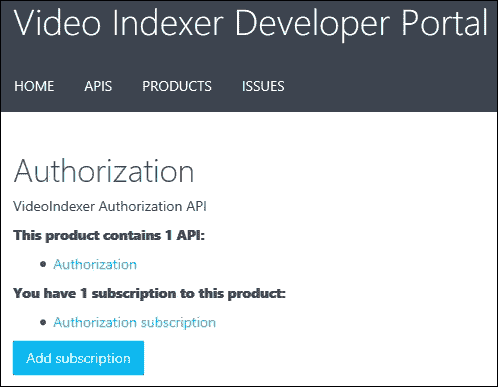 Video Indexer Developer Portal
HOME APIS PRODUCTS ISSUES
Authorization
VideoIndexer Authorization API
This product contains 1 API:
Authorization
You have 1 subscription to this product:
Authorization subscription
Add subscription